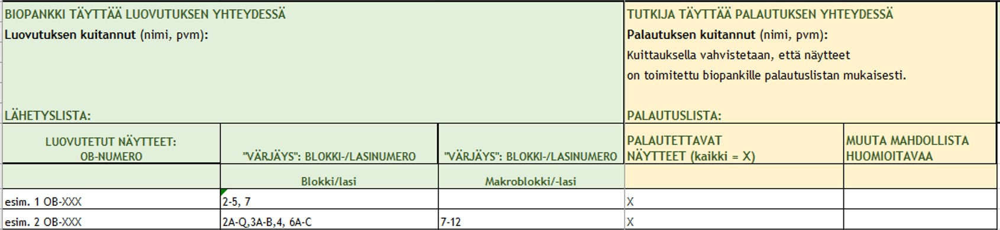 BIOPANKKI TÄYTTÄÄ LUOVUTUKSEN YHTEYDESSÄ
Luovutuksen kuitannut (nimi, pvm):
LÄHETYSLISTA:
TUTKIJA TÄYTTÄÄ PALAUTUKSEN YHTEYDESSÄ
Palautuksen kuitannut (nimi, pvm):
Kuittauksella vahvistetaan, että näytteet
on toimitettu biopankille palautuslistan mukaisesti.
PALAUTUSLISTA:
LUOVUTETUT NÄYTTEET:
OB-NUMERO
"VÄRJÄYS": BLOKKI-/LASINUMERO
"VÄRJÄYS": BLOKKI-/LASINUMERO
PALAUTETTAVAT
NÄYTTEET (kaikki = X)
MUUTA MAHDOLLISTA
HUOMIOITAVAA
Blokki/lasi
Makroblokki/-lasi
esim. 1 OB-XXX
2-5, 7
X
esim. 2 OB-XXX
2A-Q,3A-B,4, 6A-C
7-12
X